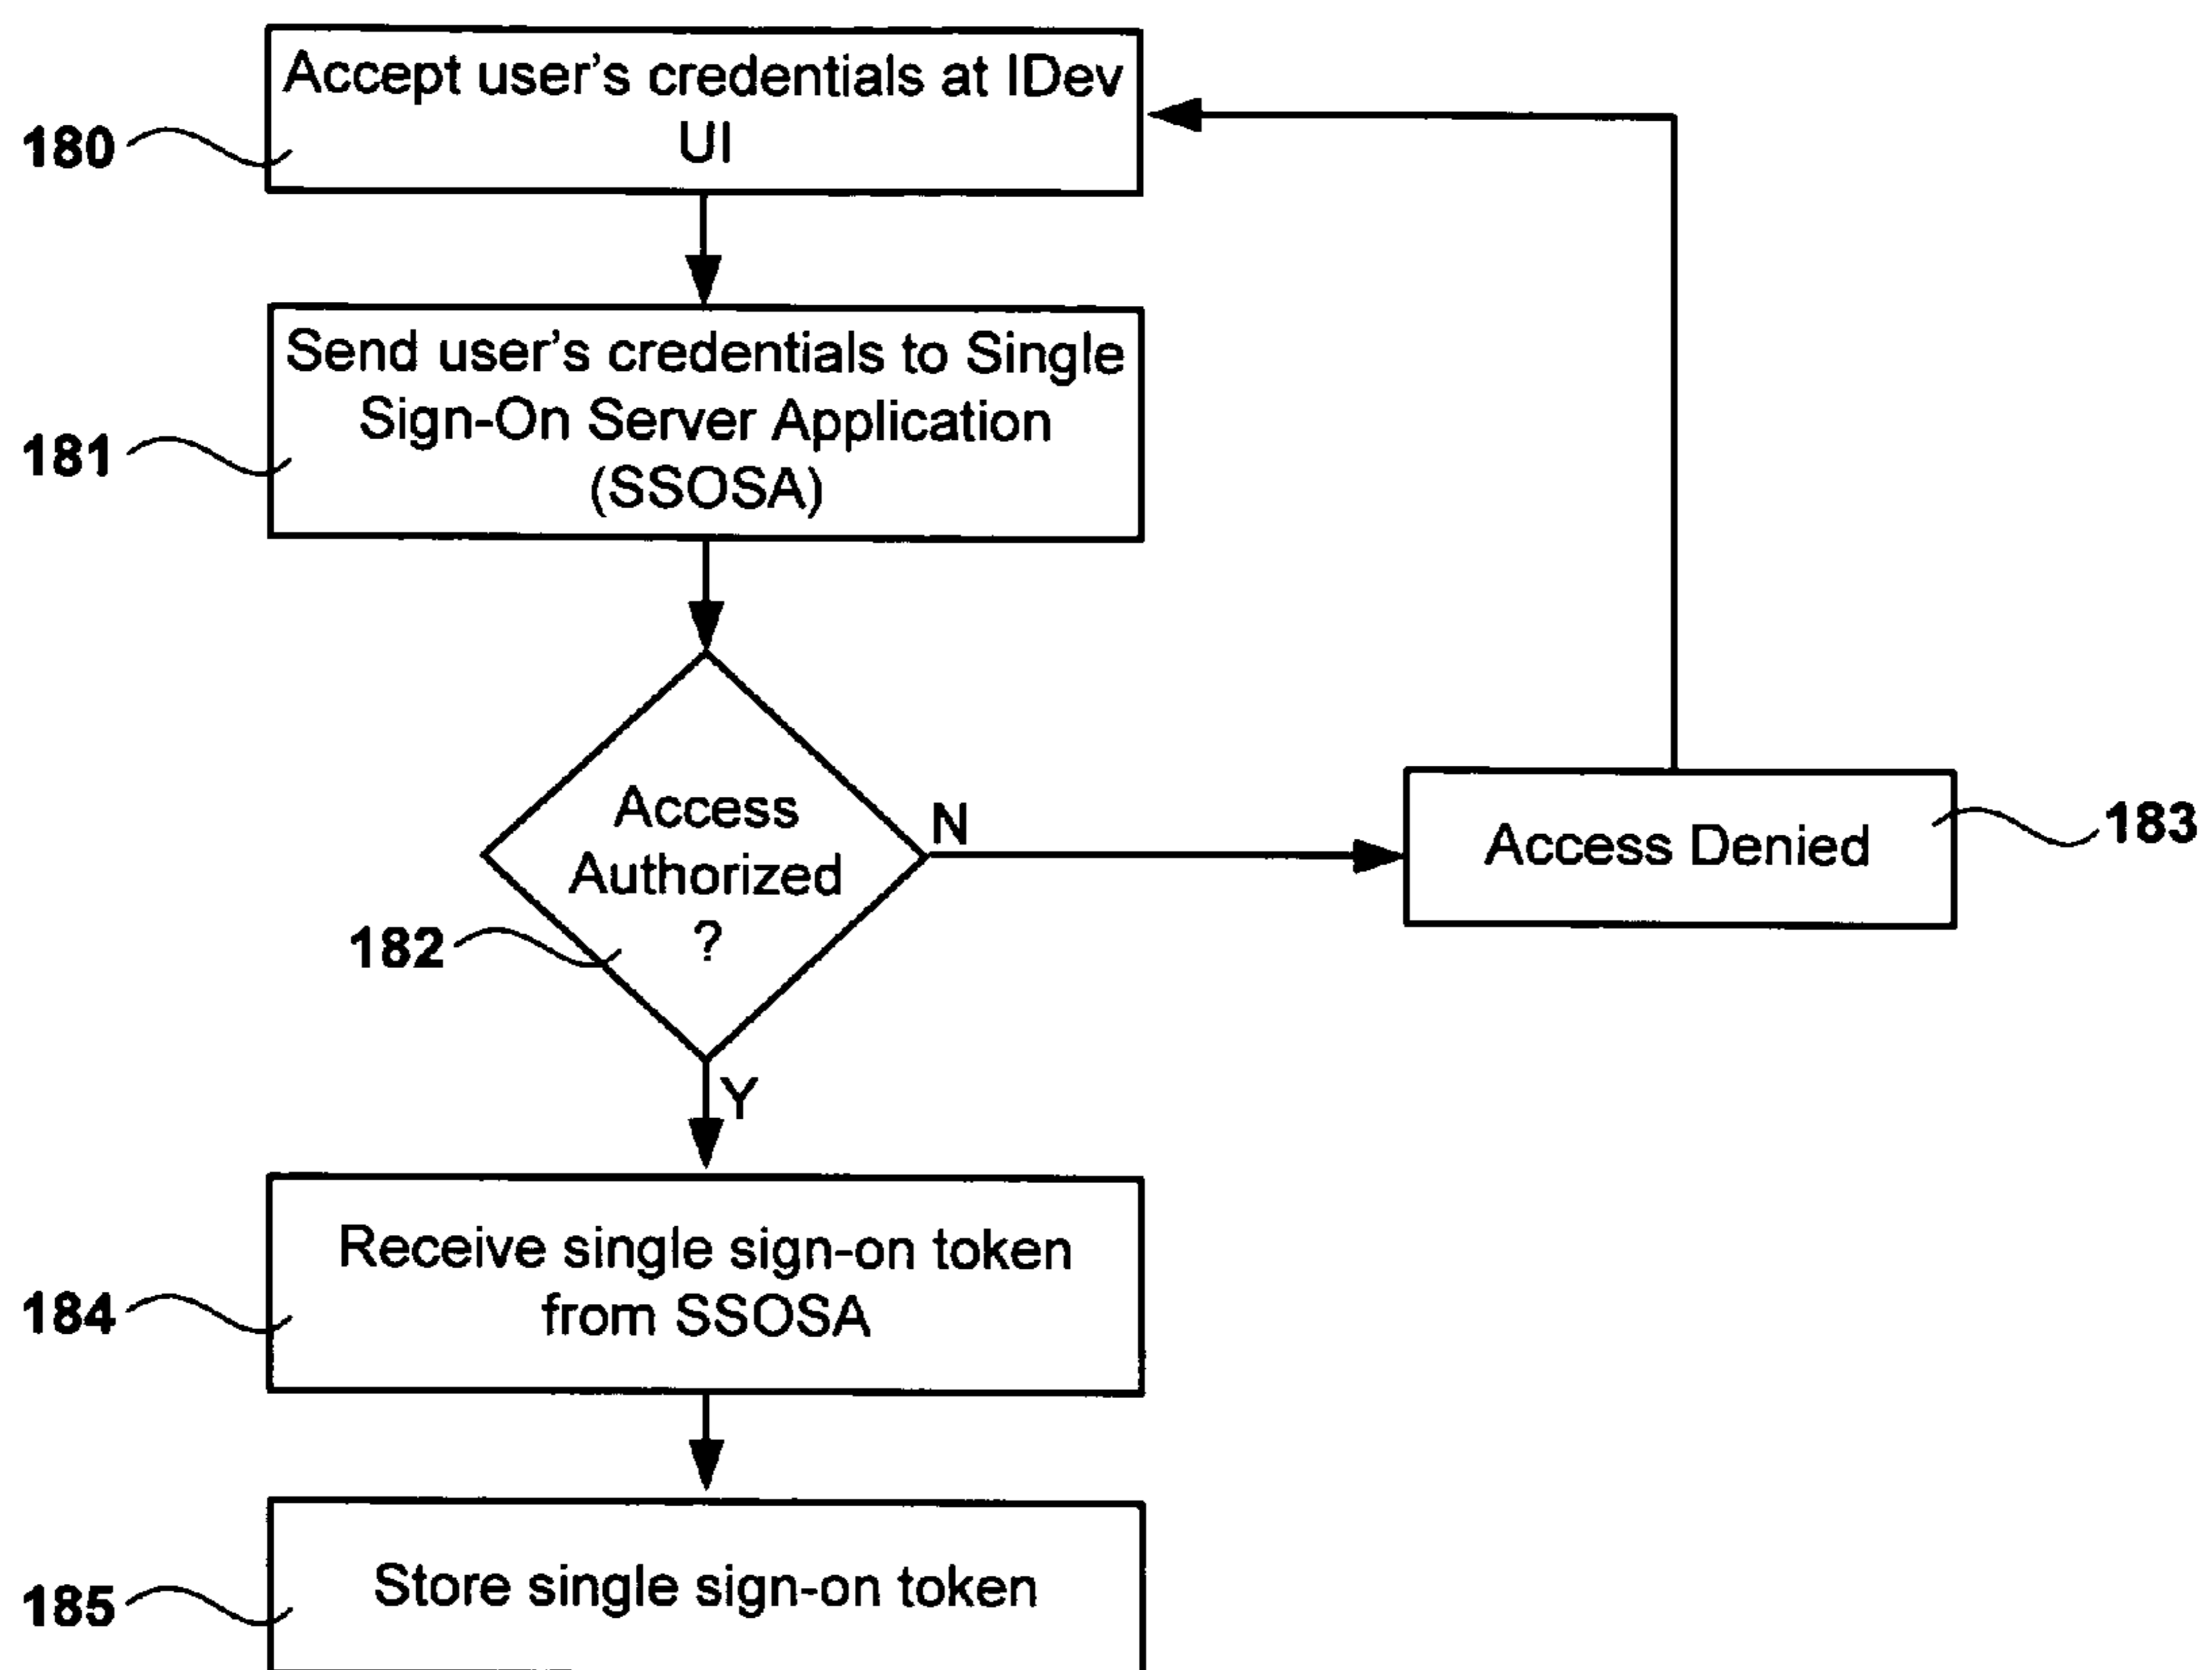 Accept user's credentials at IDev
UI
180
Send user's credentials to Single
Sign-On Server Application
(SSOSA)
181
Access
Authorized
?
182
N
Access Denied
183
Y
Receive single sign-on token
from SSOSA
184
Store single sign-on token
185